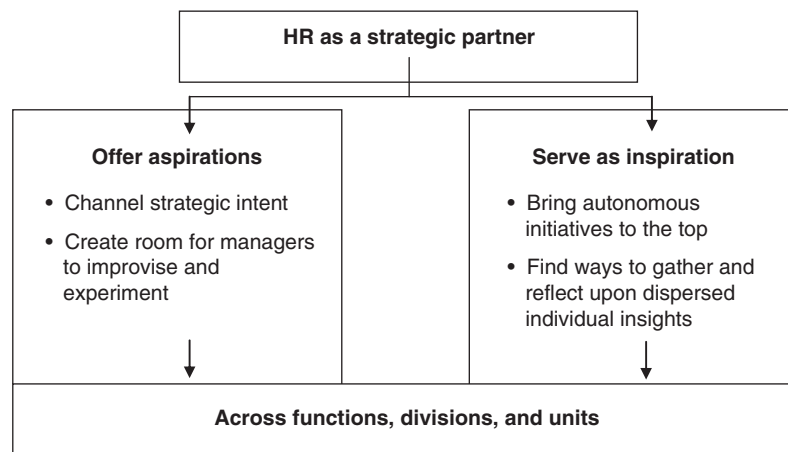 HR as a strategic partner
Offer aspirations
• Channel strategic intent
• Create room for managers
to improvise and
experiment
Serve as inspiration
• Bring autonomous
initiatives to the top
• Find ways to gather and
reflect upon dispersed
individual insights
Across functions, divisions, and units